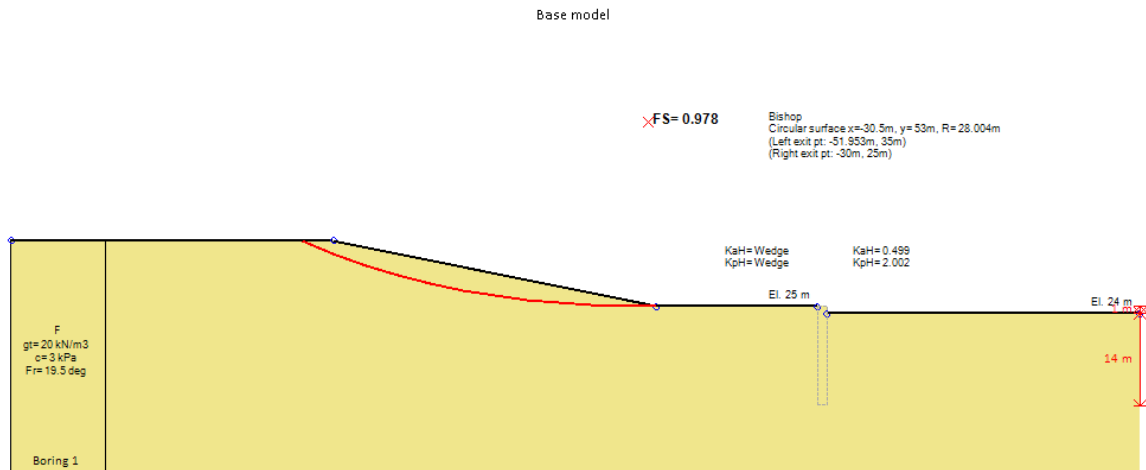 Base model
FS= 0.978
Bishop
Circular surface x=-30.5m, y= 53m, R= 28.004m
(Left exit pt: -51.953m, 35m)
(Right exit pt: -30m, 25m)
KaH= Wedge
KpH= Wedge
KaH= 0.499
KpH= 2.002
El. 25 m
El. 24 m
1 m
14 m
F
gt= 20 kN/m3
c= 3 kPa
Fr= 19.5 deg
Boring 1